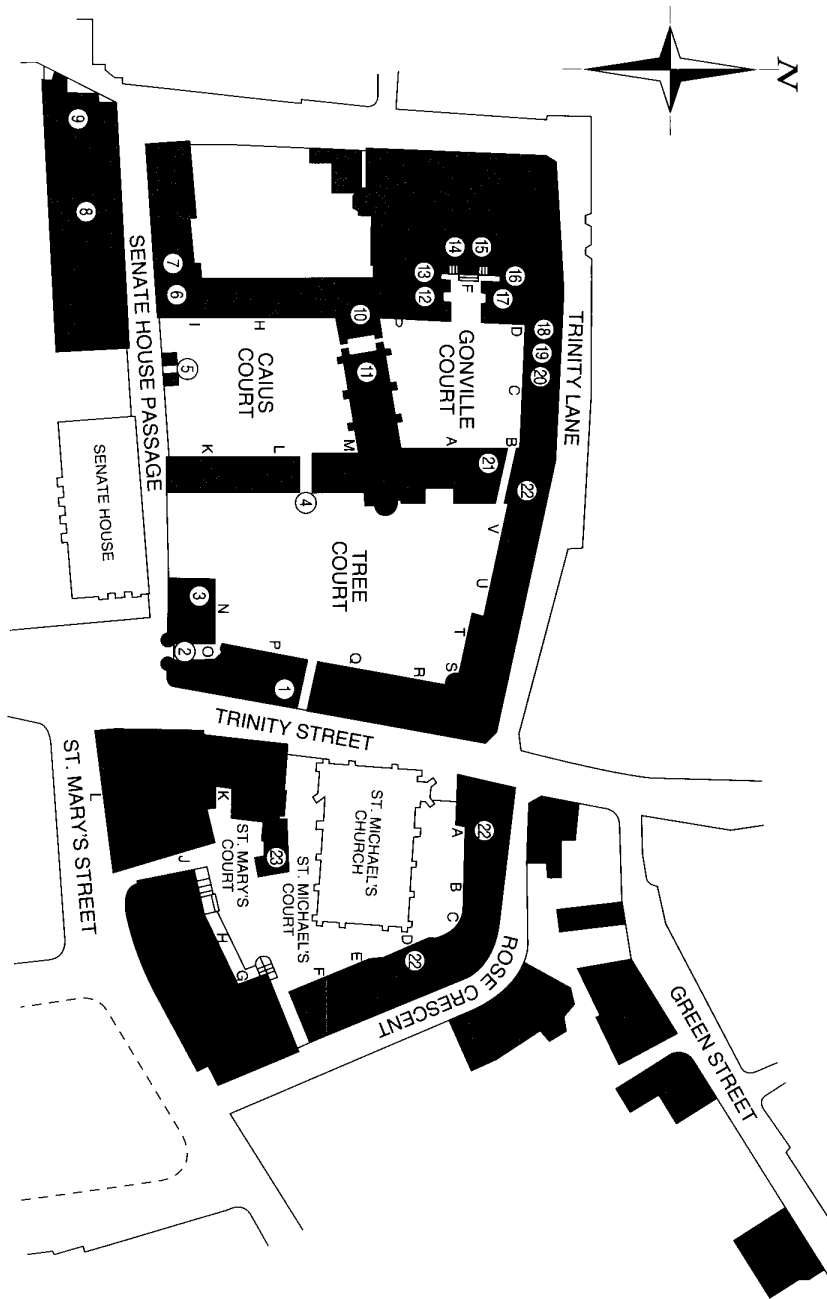 N
TRINITY LANE
GREEN STREET
18
19
20
D
C
B
22
16
17
15
14
F
13
12
GONVILLE
COURT
P
A
21
V
U
T
S
R
10
11
M
CAIUS
COURT
H
I
L
K
4
5
6
7
TREE
COURT
Q
P
N
O
3
2
1
8
9
SENATE HOUSE PASSAGE
SENATE HOUSE
TRINITY STREET
ROSE CRESCENT
22
A
B
C
D
22
E
F
ST. MICHAEL'S
CHURCH
ST. MICHAEL'S
COURT
23
ST. MARY'S
COURT
K
G
H
J
L
ST. MARY'S STREET